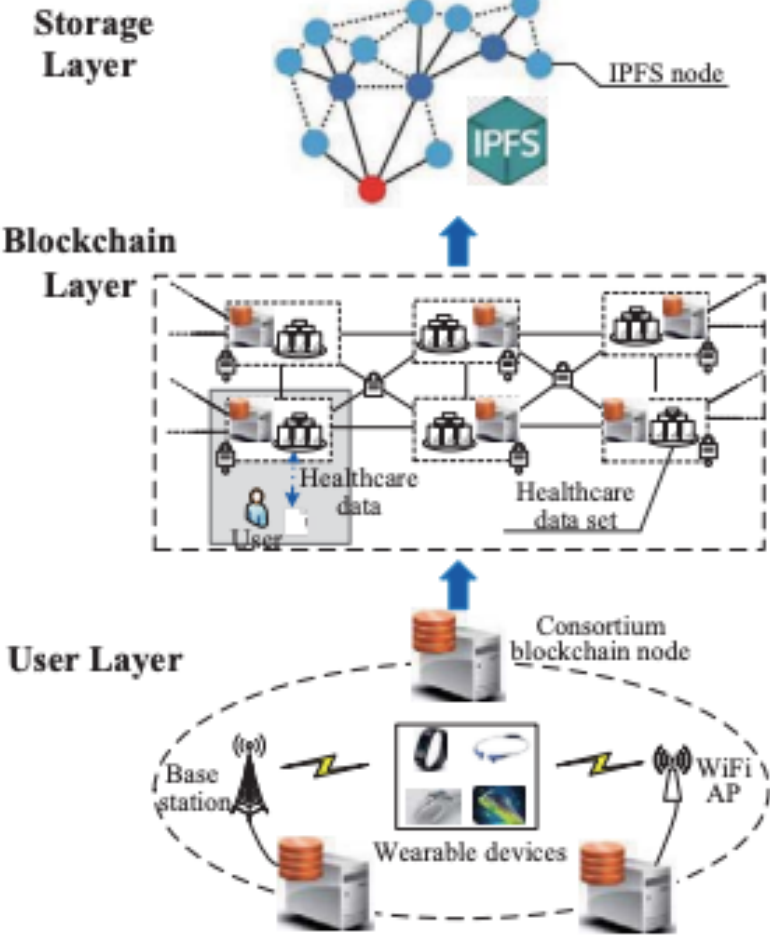 Storage
Layer
IPFS node
IPFS
Blockchain
Layer
Healthcare
data
User
Healthcare
data set
User Layer
Consortium
blockchain node
Base
station
WiFi
AP
Wearable devices